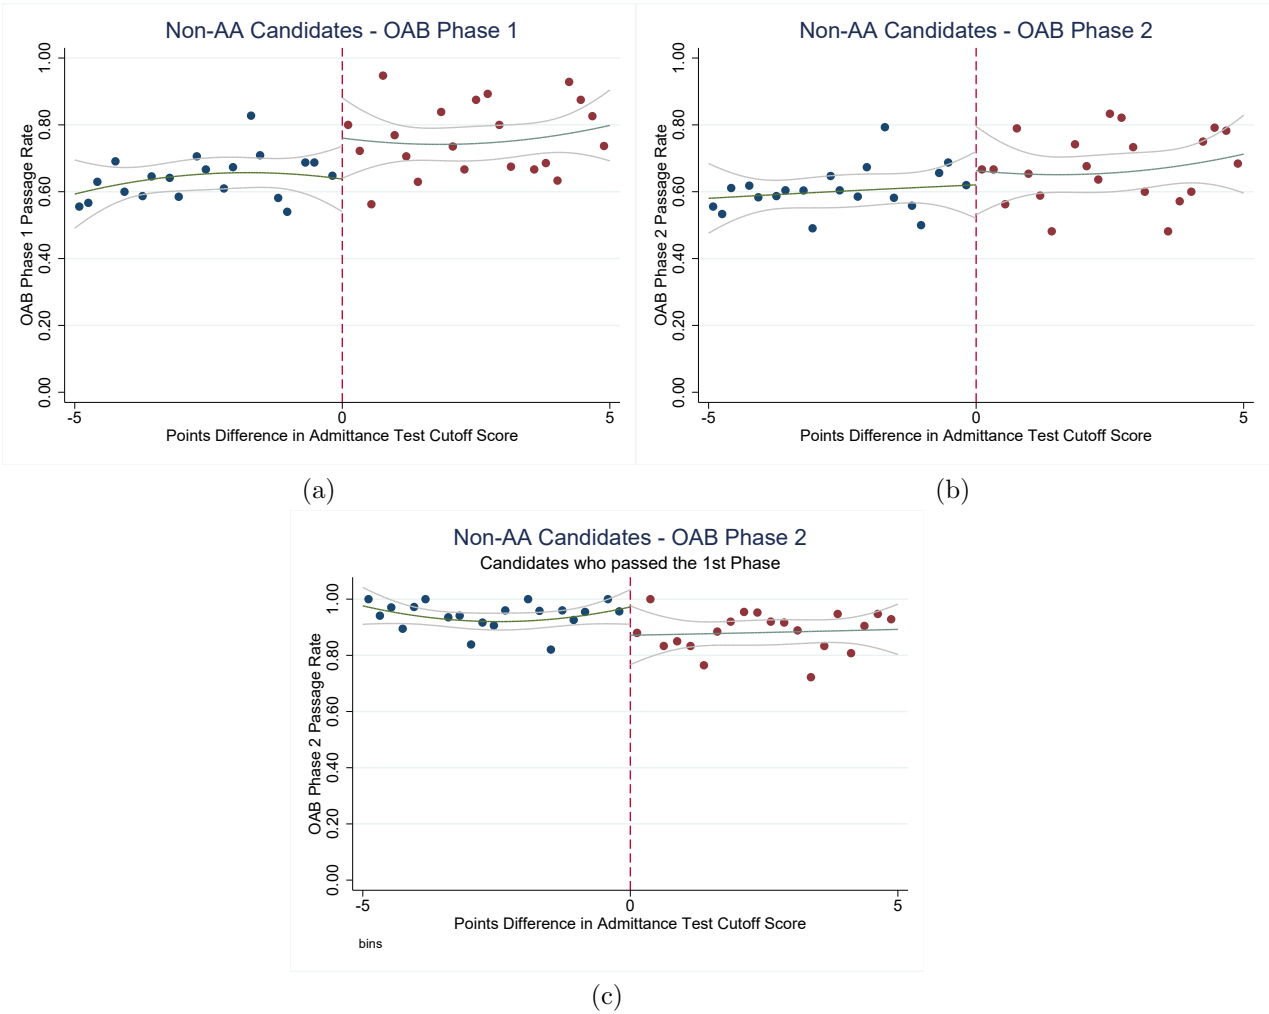 Non-AA Candidates - OAB Phase 1
OAB Phase 1 Passage Rate
1.00
0.80
0.60
0.40
0.20
0.00
-5
0
5
Points Difference in Admittance Test Cutoff Score
(a)
Non-AA Candidates - OAB Phase 2
OAB Phase 2 Passage Rate
1.00
0.80
0.60
0.40
0.20
0.00
-5
0
5
Points Difference in Admittance Test Cutoff Score
(b)
Non-AA Candidates - OAB Phase 2
Candidates who passed the 1st Phase
OAB Phase 2 Passage Rate
1.00
0.80
0.60
0.40
0.20
0.00
-5
0
5
Points Difference in Admittance Test Cutoff Score
bins
(c)